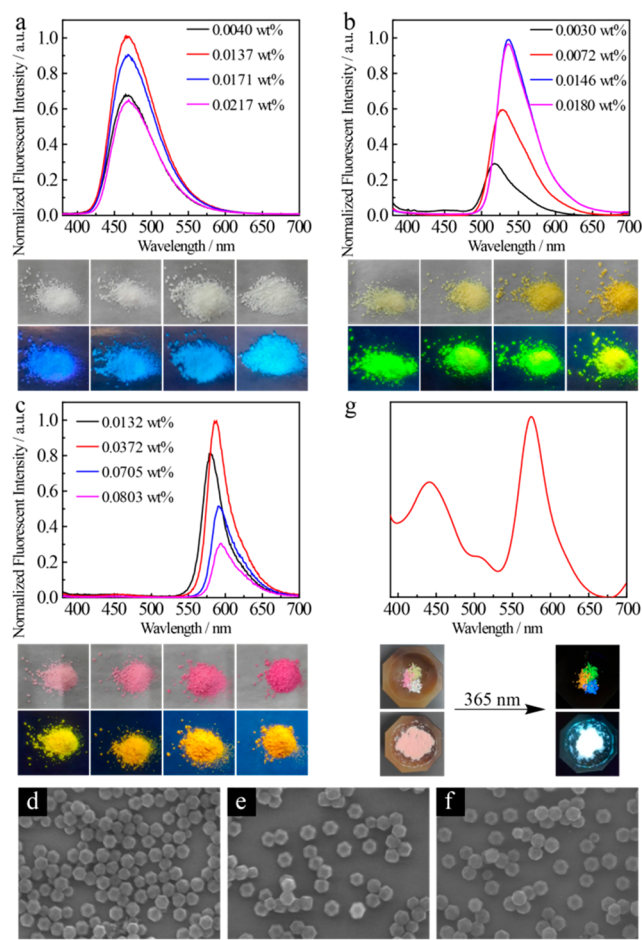 a
Normalized Fluorescent Intensity / a.u.
1.0
0.8
0.6
0.4
0.2
0.0
0.0040 wt%
0.0137 wt%
0.0171 wt%
0.0217 wt%
400 450 500 550 600 650 700
Wavelength / nm
b
Normalized Fluorescent Intensity / a.u.
1.0
0.8
0.6
0.4
0.2
0.0
0.0030 wt%
0.0072 wt%
0.0146 wt%
0.0180 wt%
400 450 500 550 600 650 700
Wavelength / nm
c
Normalized Fluorescent Intensity / a.u.
1.0
0.8
0.6
0.4
0.2
0.0
0.0132 wt%
0.0372 wt%
0.0705 wt%
0.0803 wt%
400 450 500 550 600 650 700
Wavelength / nm
g
Normalized Fluorescent Intensity / a.u.
400 450 500 550 600 650 700
Wavelength / nm
365 nm
d
e
f